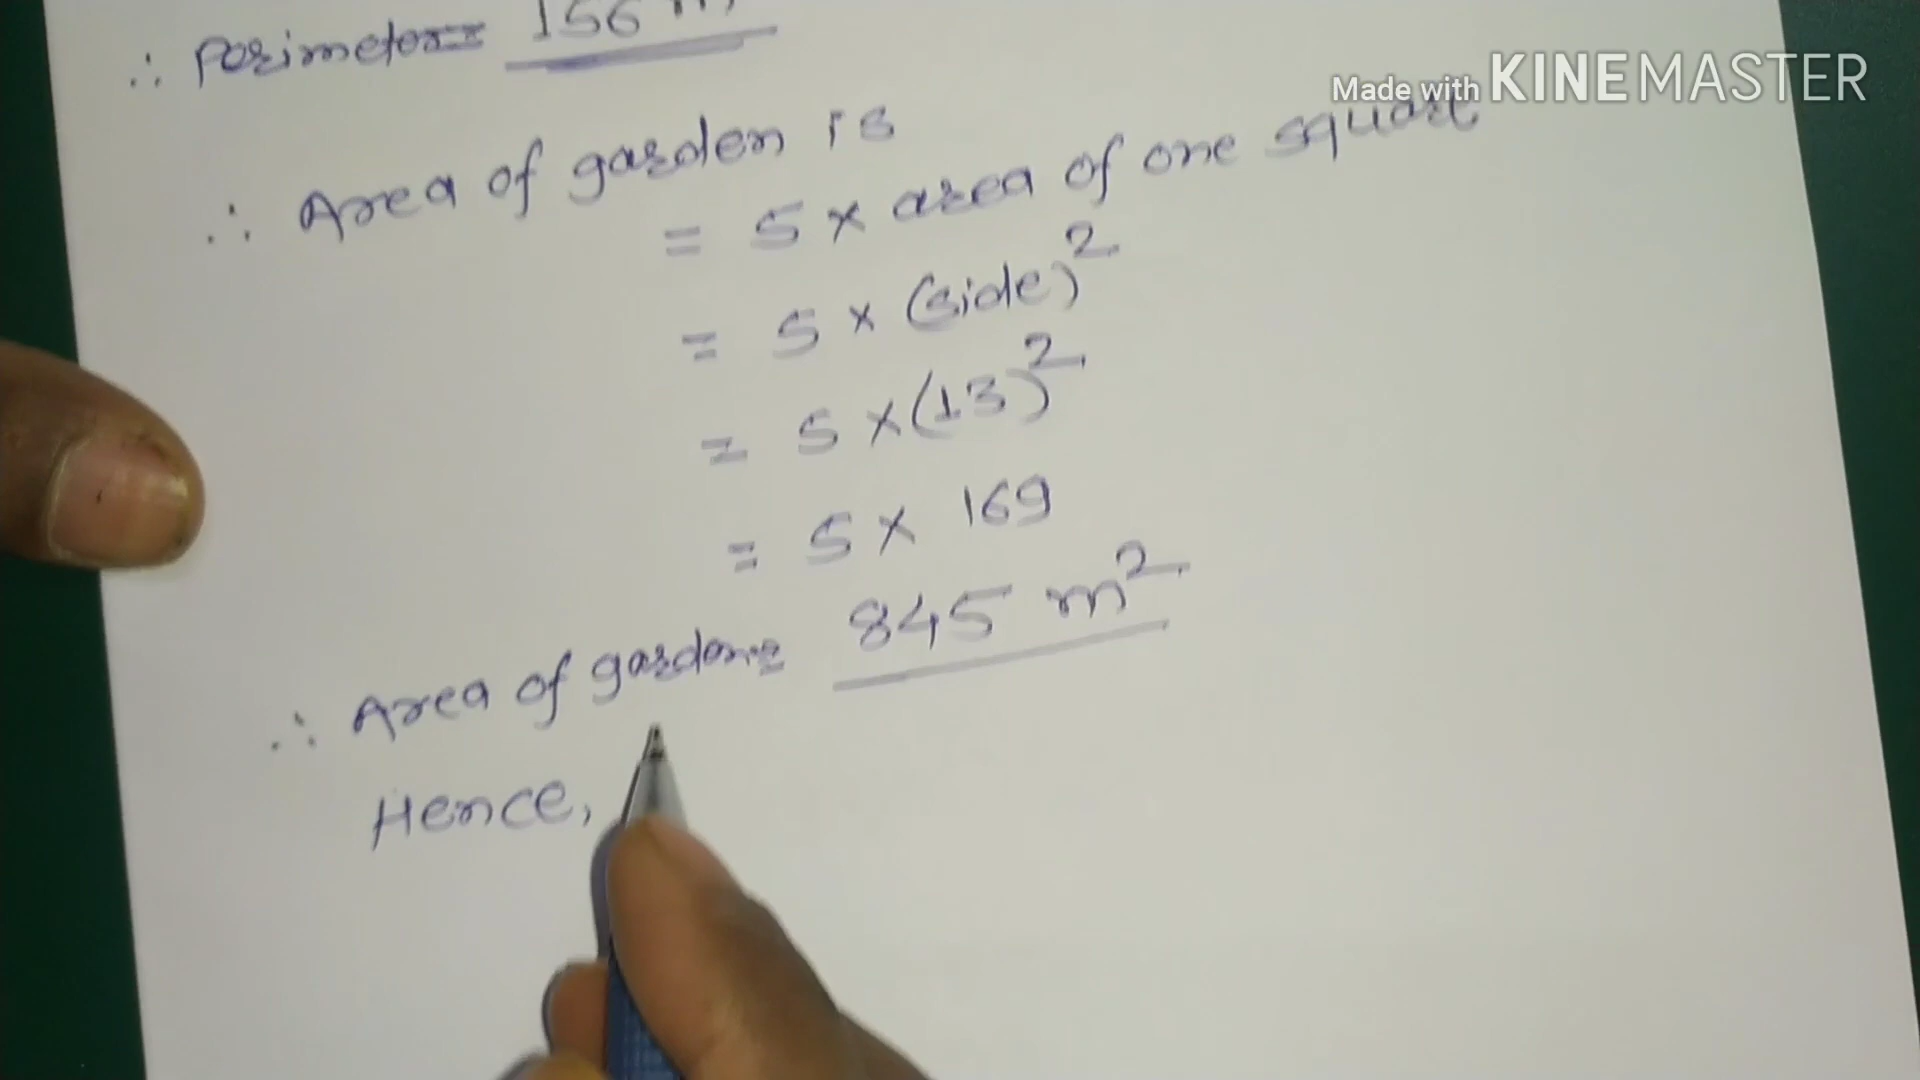 ∴ Perimeter = 156 m
Made with KINEMASTER
∴ Area of garden is
= 5 × area of one square
= 5 × (side)²
= 5 × (13)²
= 5 × 169
∴ Area of garden = 845 m²
Hence,